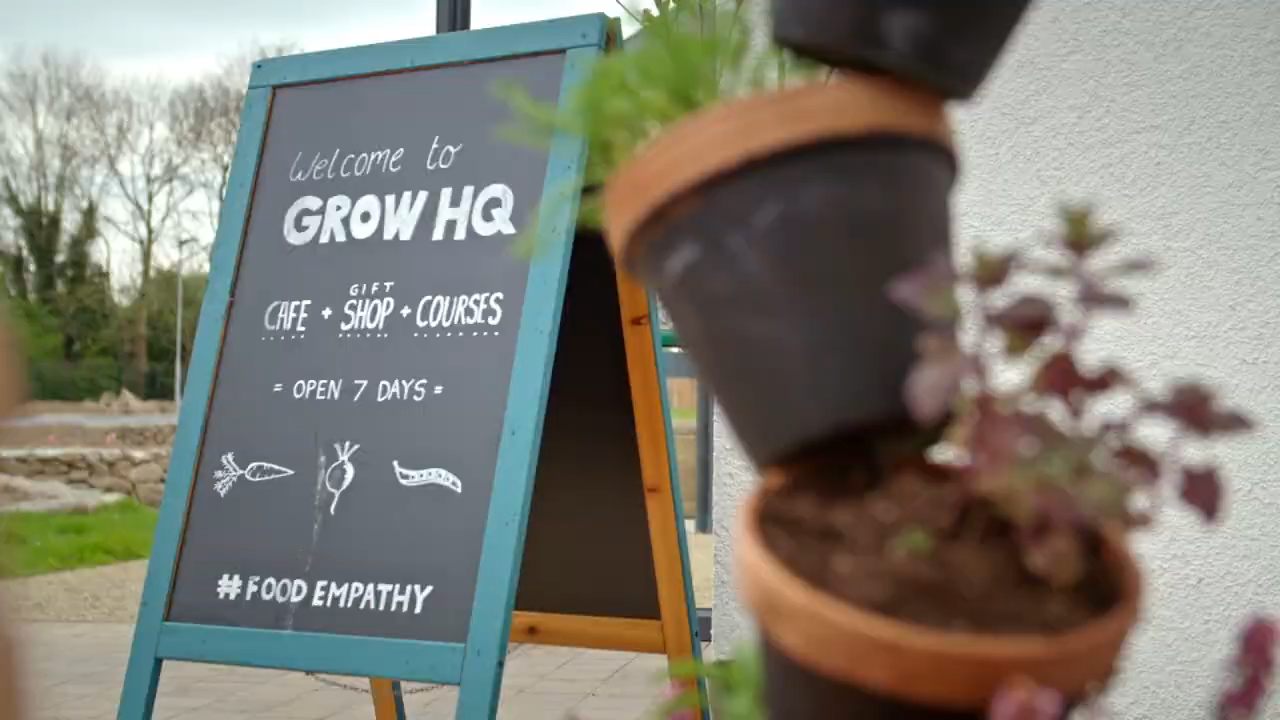 Welcome to
GROW HQ
GIFT
CAFE + SHOP + COURSES
= OPEN 7 DAYS =
#FOOD EMPATHY